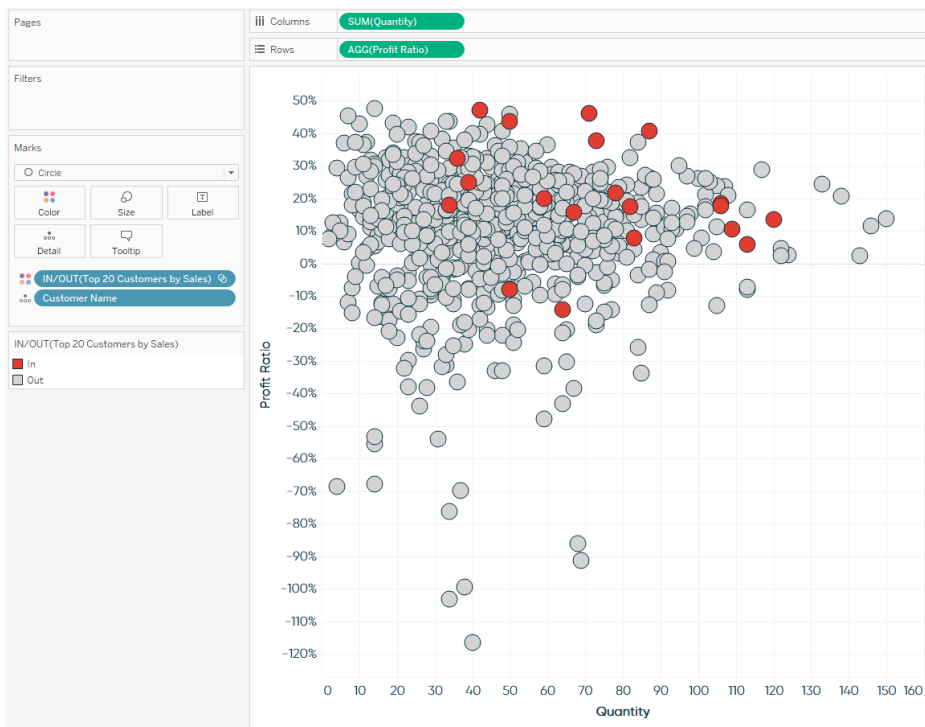 Pages
Columns
SUM(Quantity)
Rows
AGG(Profit Ratio)
Filters
Marks
Circle
Color
Size
Label
Detail
Tooltip
IN/OUT(Top 20 Customers by Sales)
Customer Name
IN/OUT(Top 20 Customers by Sales)
In
Out
Profit Ratio
50%
40%
30%
20%
10%
0%
-10%
-20%
-30%
-40%
-50%
-60%
-70%
-80%
-90%
-100%
-110%
-120%
0 10 20 30 40 50 60 70 80 90 100 110 120 130 140 150 160
Quantity